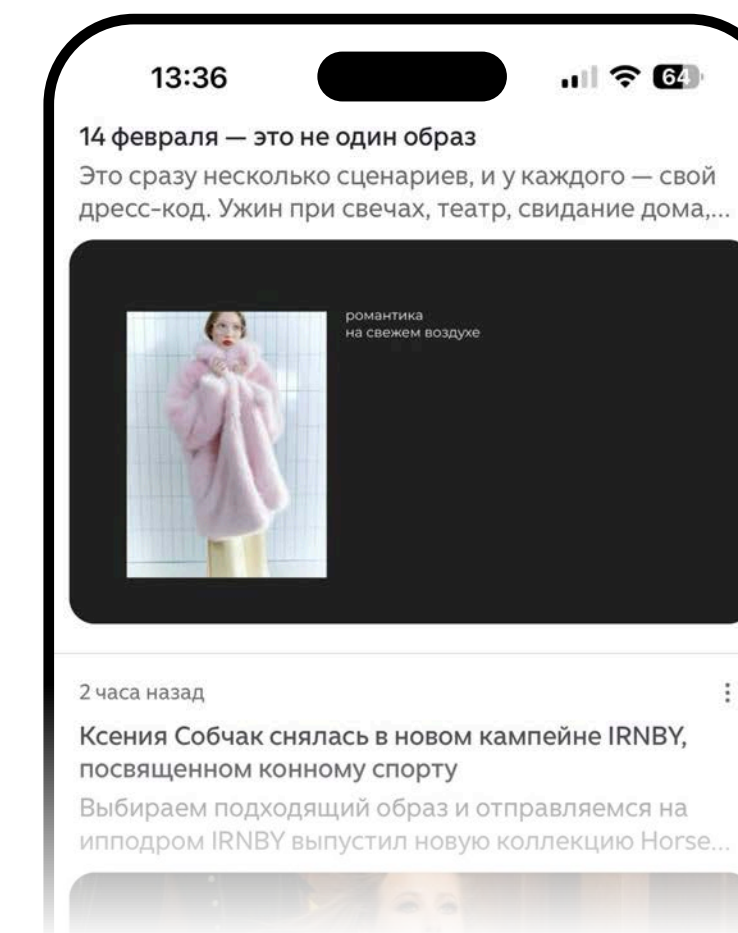 13:36
64
14 февраля — это не один образ
Это сразу несколько сценариев, и у каждого — свой
дресс-код. Ужин при свечах, театр, свидание дома,...
романтика
на свежем воздухе
2 часа назад
Ксения Собчак снялась в новом кампейне IRNBY,
посвященном конному спорту
Выбираем подходящий образ и отправляемся на
ипподром IRNBY выпустил новую коллекцию Horse...